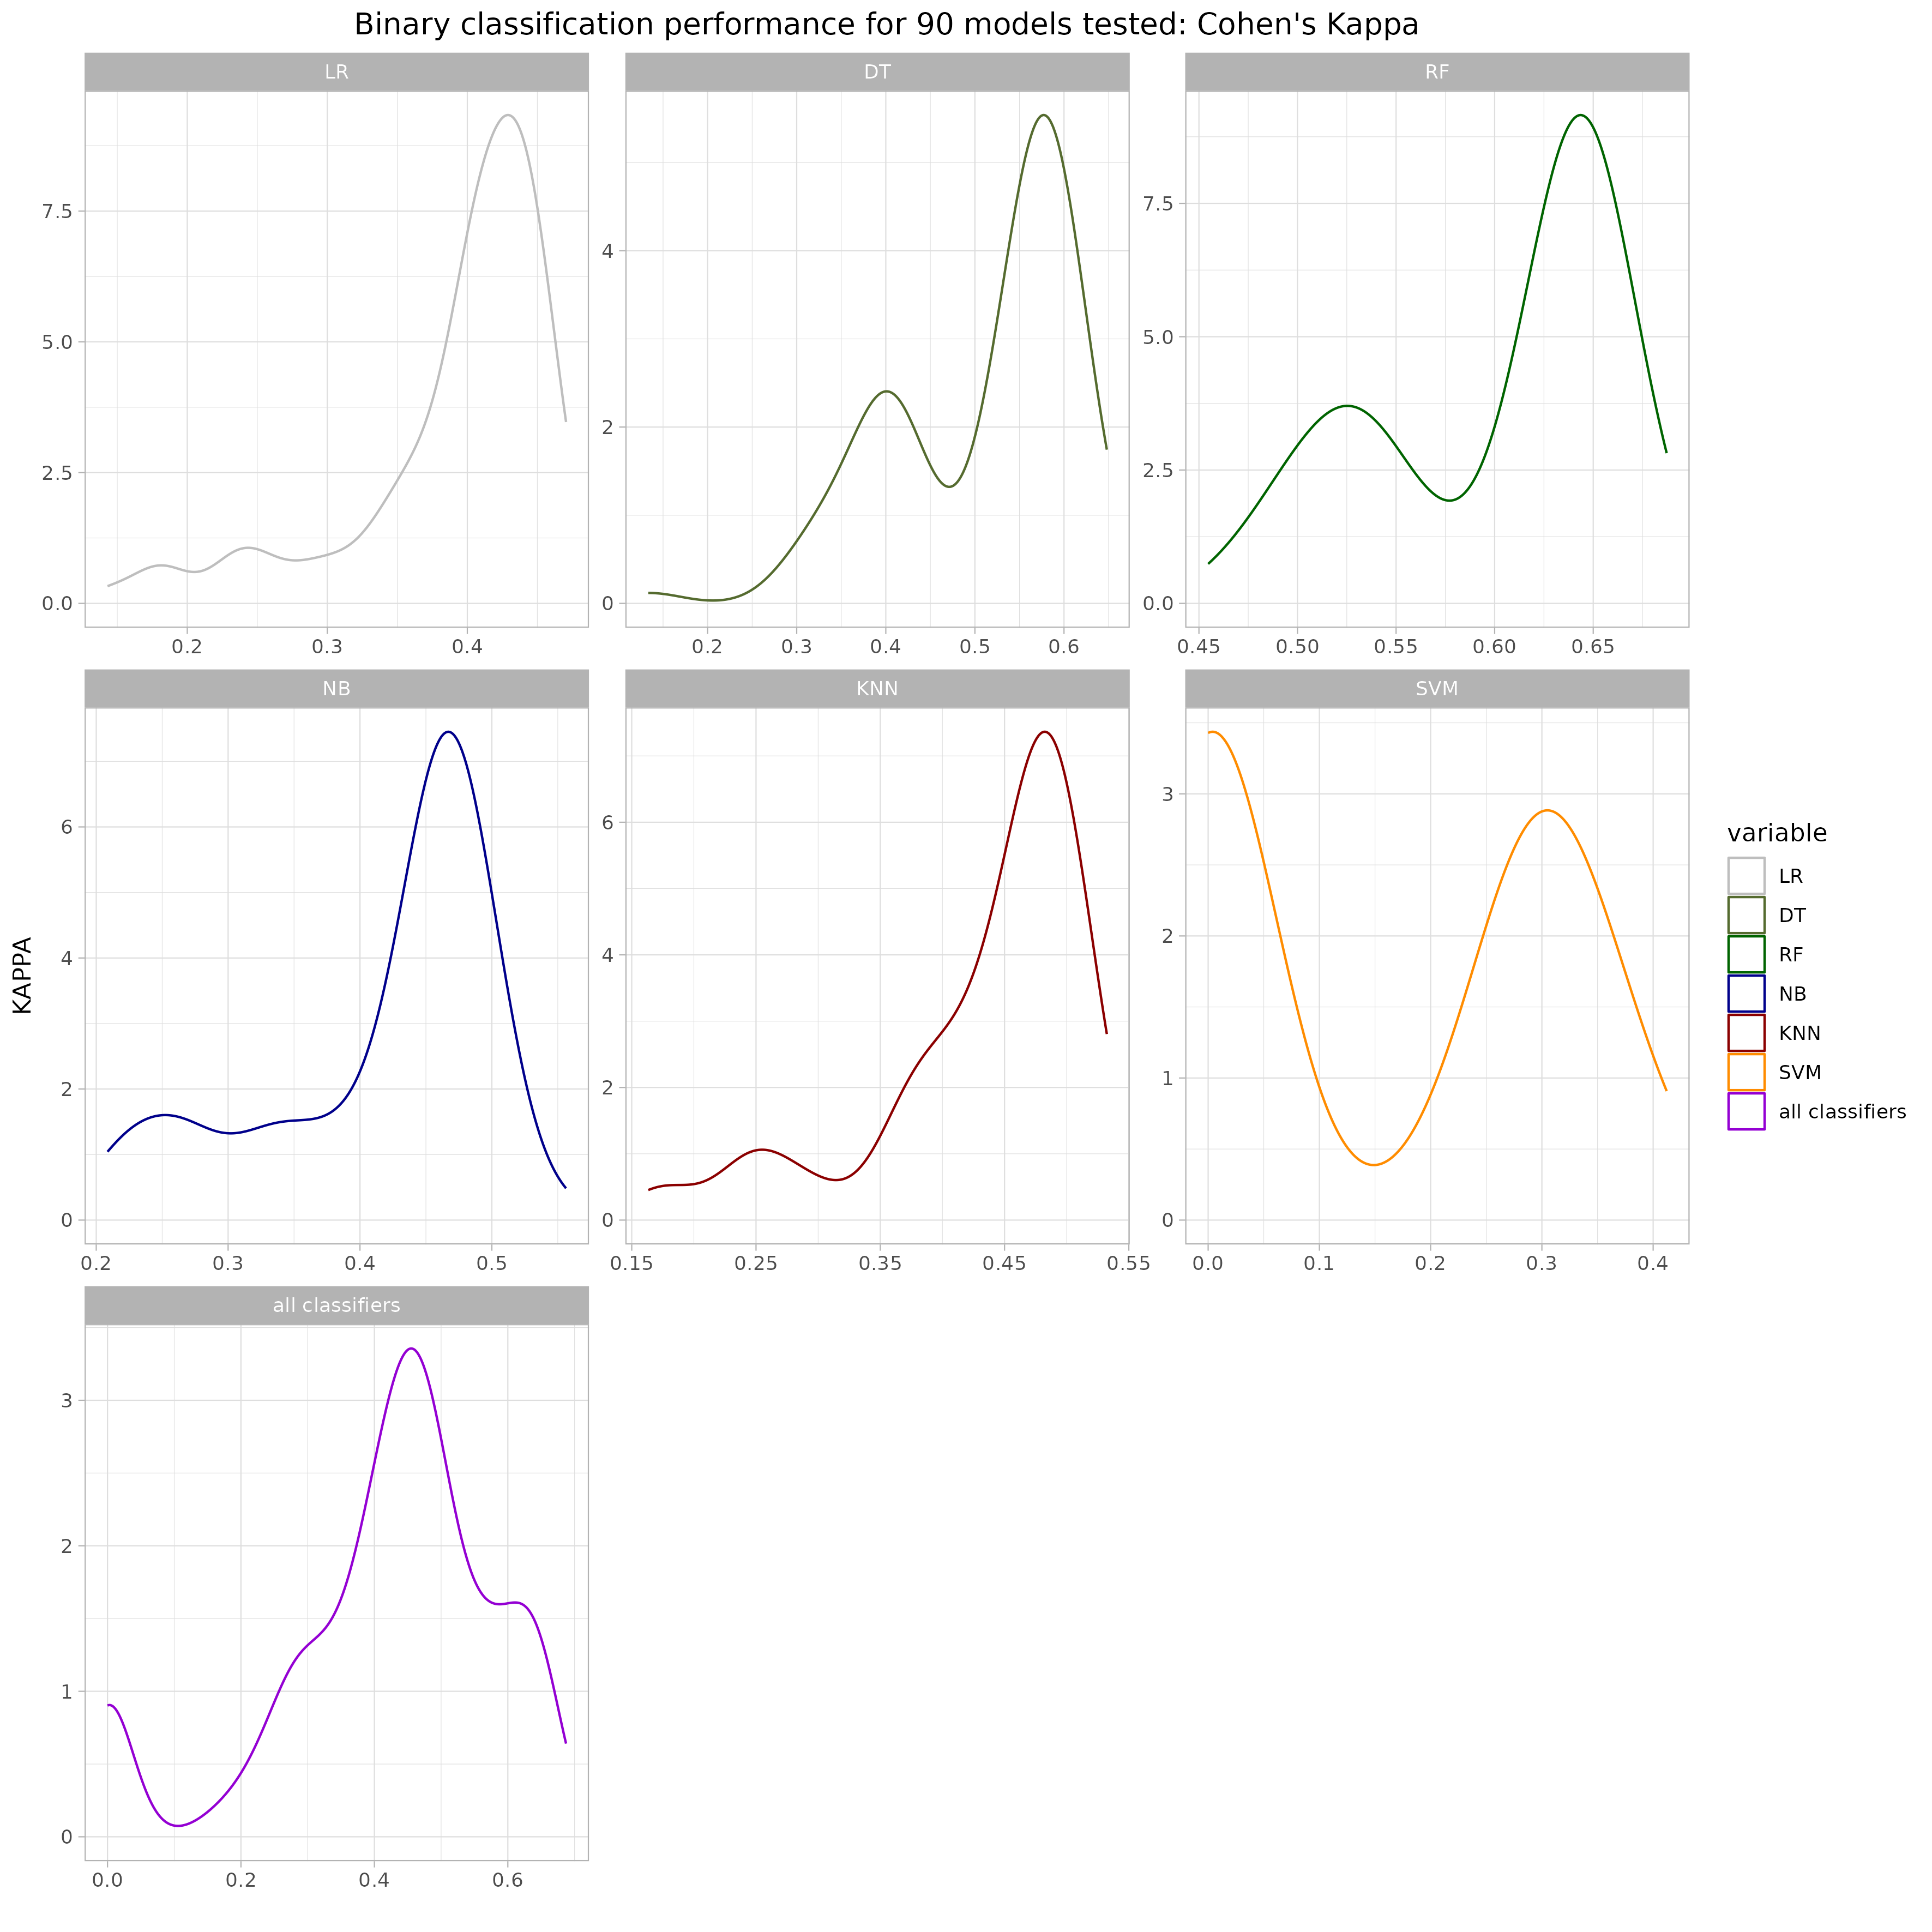 Binary classification performance for 90 models tested: Cohen's Kappa
LR
DT
RF
7.5
5.0
2.5
0.0
0.2 0.3 0.4
4
2
0
0.2 0.3 0.4 0.5 0.6
7.5
5.0
2.5
0.0
0.45 0.50 0.55 0.60 0.65
NB
KNN
SVM
6
4
2
0
0.2 0.3 0.4 0.5
6
4
2
0
0.15 0.25 0.35 0.45 0.55
3
2
1
0
0.0 0.1 0.2 0.3 0.4
all classifiers
3
2
1
0
0.0 0.2 0.4 0.6
KAPPA
variable
LR
DT
RF
NB
KNN
SVM
all classifiers